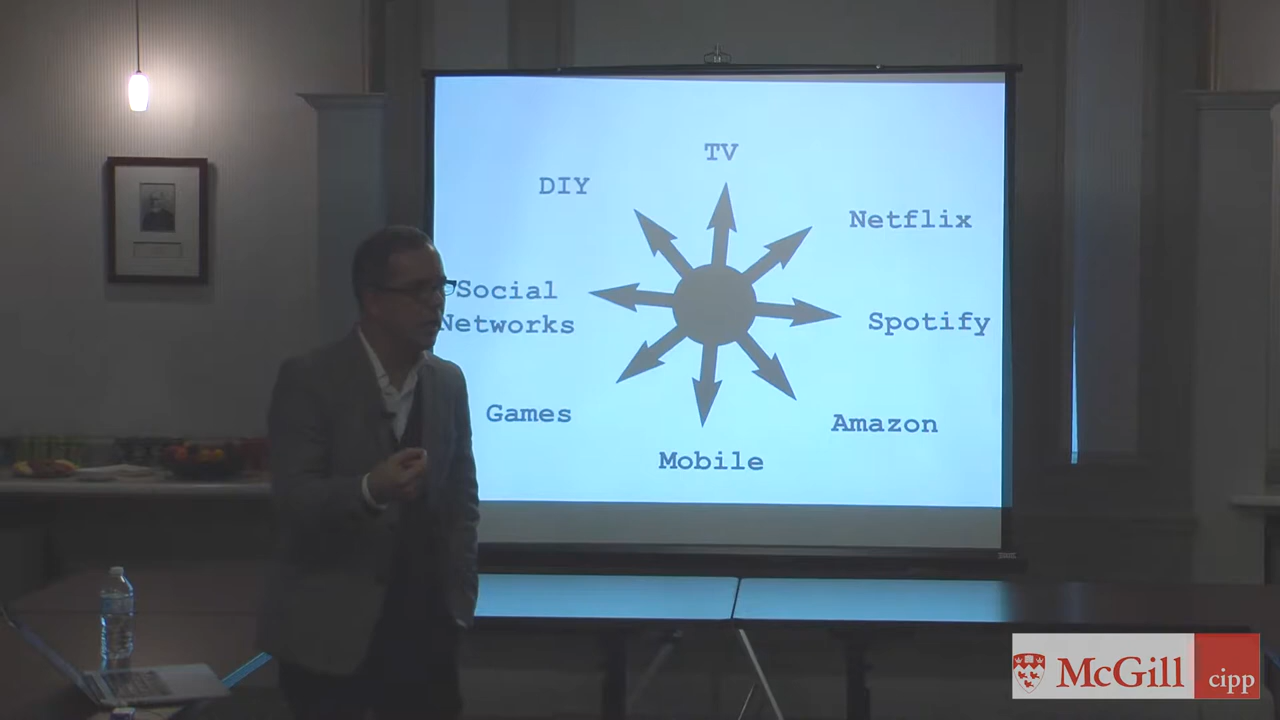 TV
DIY
Netflix
Social
Networks
Spotify
Games
Amazon
Mobile
McGill
cipp